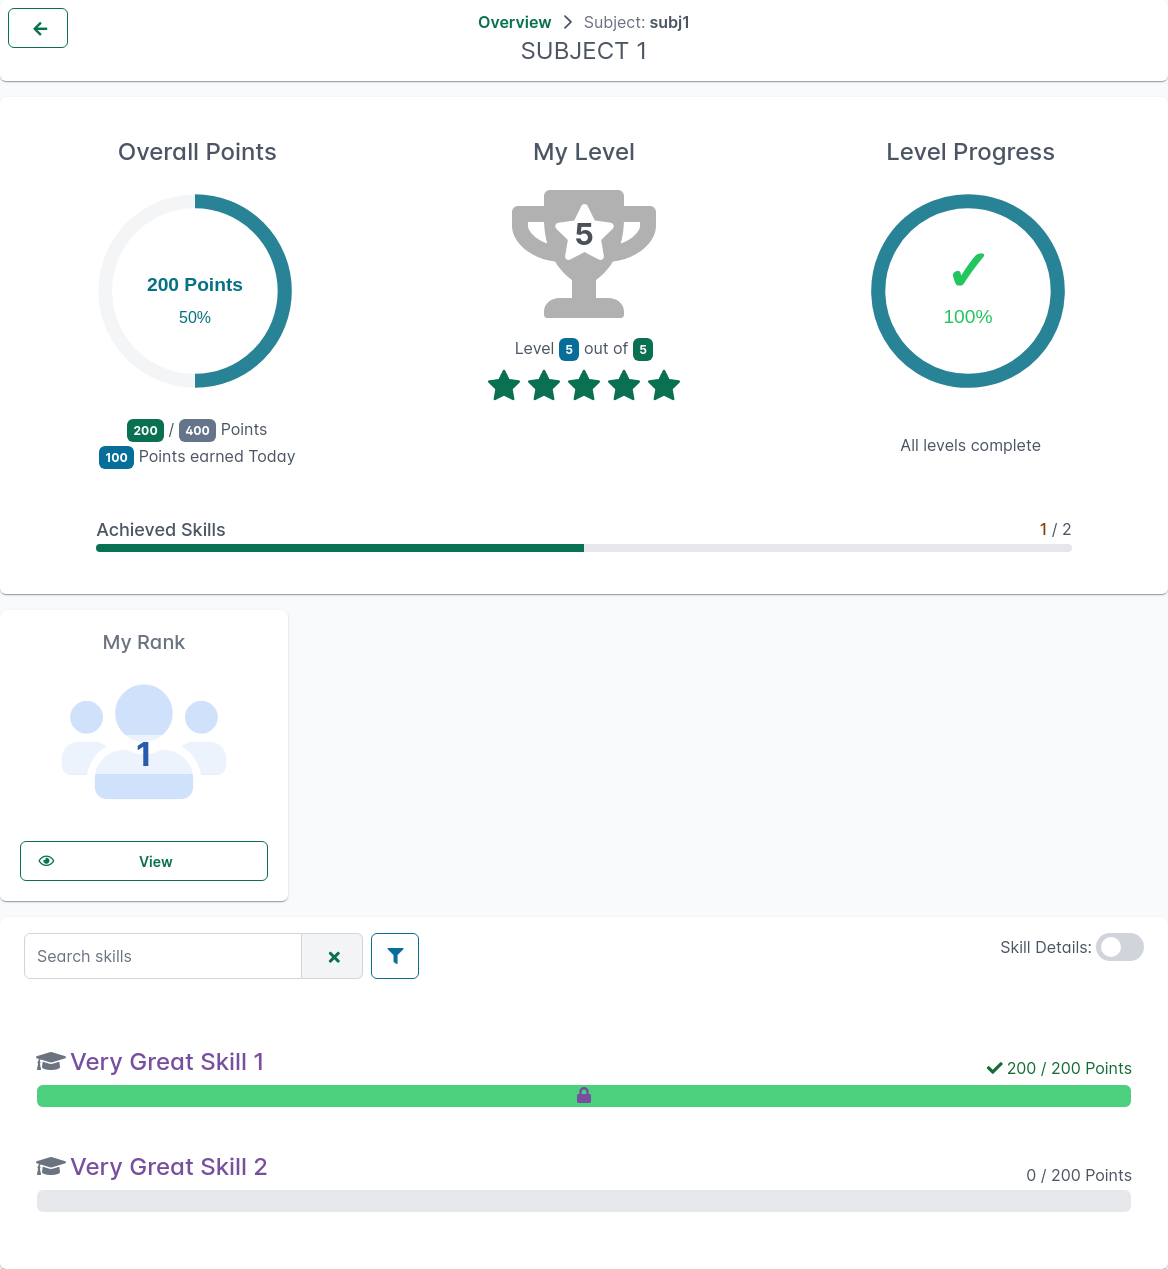 Overview > Subject: subj1
SUBJECT 1
Overall Points
200 Points
50%
200 / 400 Points
100 Points earned Today
My Level
5
Level 5 out of 5
Level Progress
✓
100%
All levels complete
Achieved Skills
1 / 2
My Rank
1
View
Search skills
Skill Details:
Very Great Skill 1
200 / 200 Points
Very Great Skill 2
0 / 200 Points